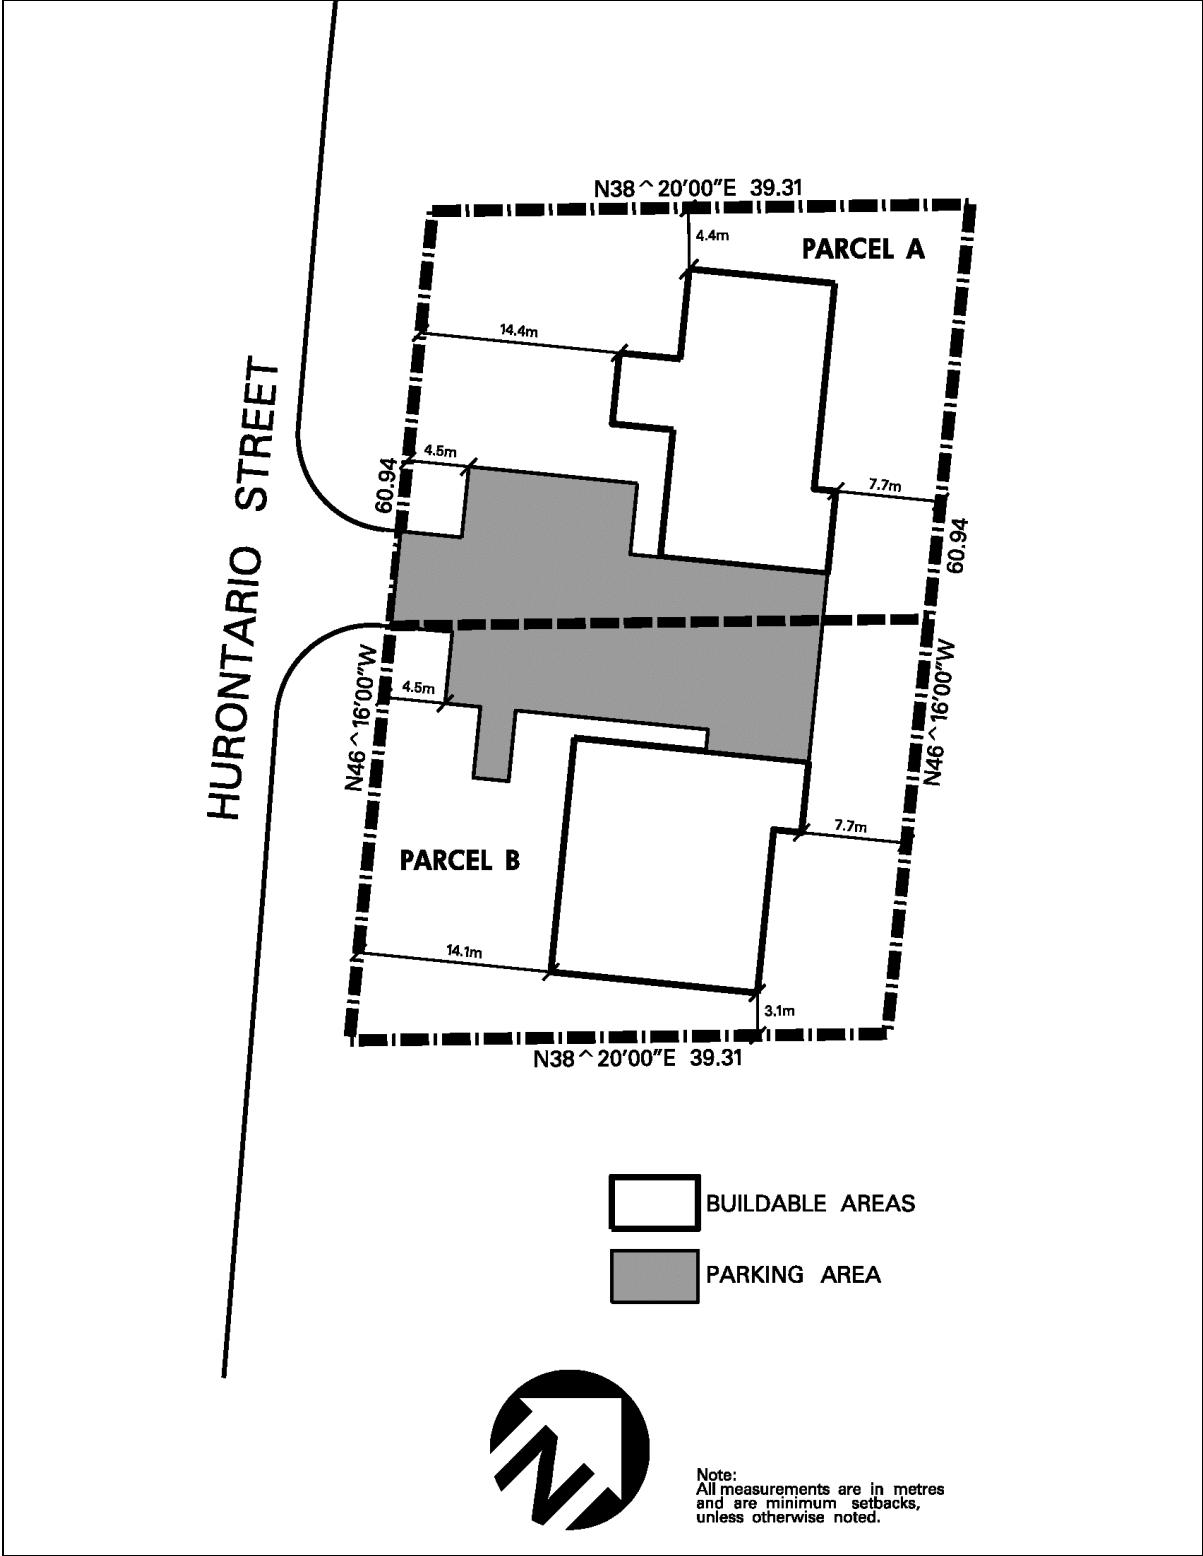 N38^20'00"E 39.31
4.4m
PARCEL A
14.4m
4.5m
60.94
7.7m
60.94
HURONTARIO STREET
N46^16'00"W
4.5m
N46^16'00"W
7.7m
PARCEL B
14.1m
3.1m
N38^20'00"E 39.31
BUILDABLE AREAS
PARKING AREA
N
Note:
All measurements are in metres
and are minimum setbacks,
unless otherwise noted.